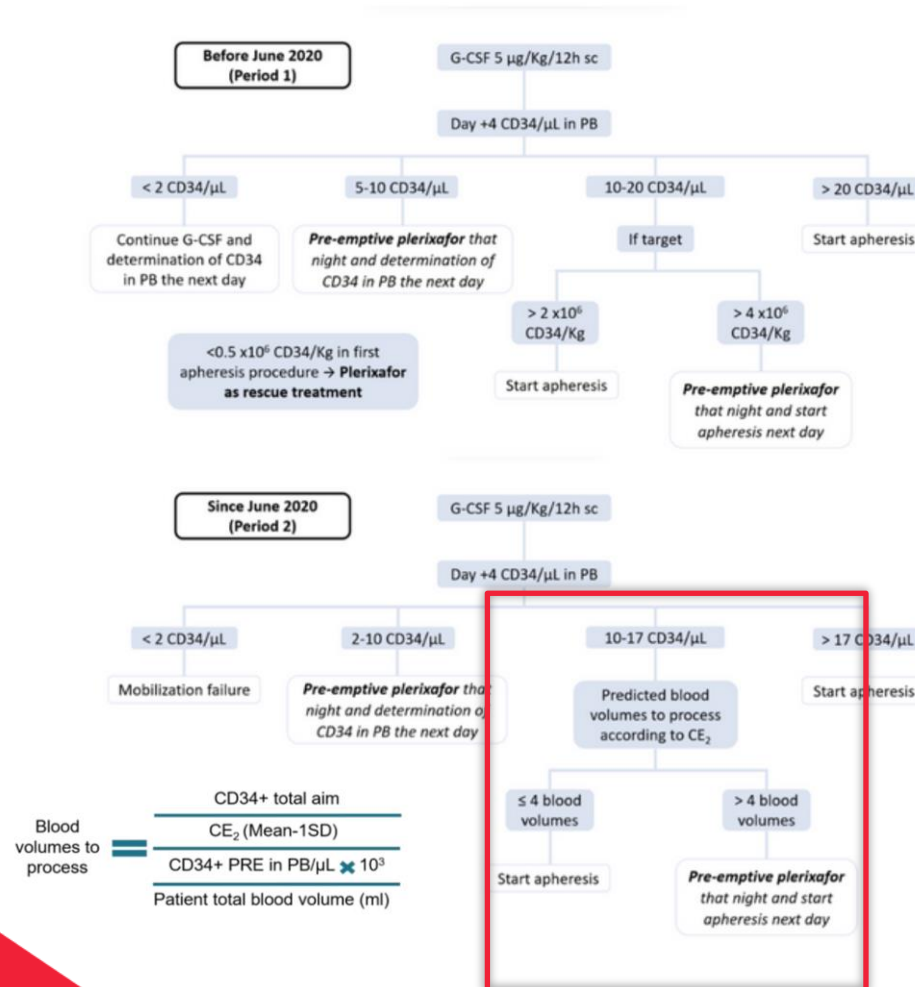 Before June 2020
(Period 1)
G-CSF 5 µg/Kg/12h sc
Day +4 CD34/µL in PB
< 2 CD34/µL
5-10 CD34/µL
10-20 CD34/µL
> 20 CD34/µL
Continue G-CSF and
determination of CD34
in PB the next day
Pre-emptive plerixafor that
night and determination of
CD34 in PB the next day
If target
Start apheresis
> 2 x10⁶
CD34/Kg
> 4 x10⁶
CD34/Kg
<0.5 x10⁶ CD34/Kg in first
apheresis procedure → Plerixafor
as rescue treatment
Start apheresis
Pre-emptive plerixafor
that night and start
apheresis next day
Since June 2020
(Period 2)
G-CSF 5 µg/Kg/12h sc
Day +4 CD34/µL in PB
< 2 CD34/µL
2-10 CD34/µL
10-17 CD34/µL
> 17 CD34/µL
Mobilization failure
Pre-emptive plerixafor that
night and determination of
CD34 in PB the next day
Predicted blood
volumes to process
according to CE₂
Start apheresis
≤ 4 blood
volumes
> 4 blood
volumes
Start apheresis
Pre-emptive plerixafor
that night and start
apheresis next day
Blood
volumes to
process
=
CD34+ total aim
CE₂ (Mean-1SD)
CD34+ PRE in PB/µL × 10³
Patient total blood volume (ml)